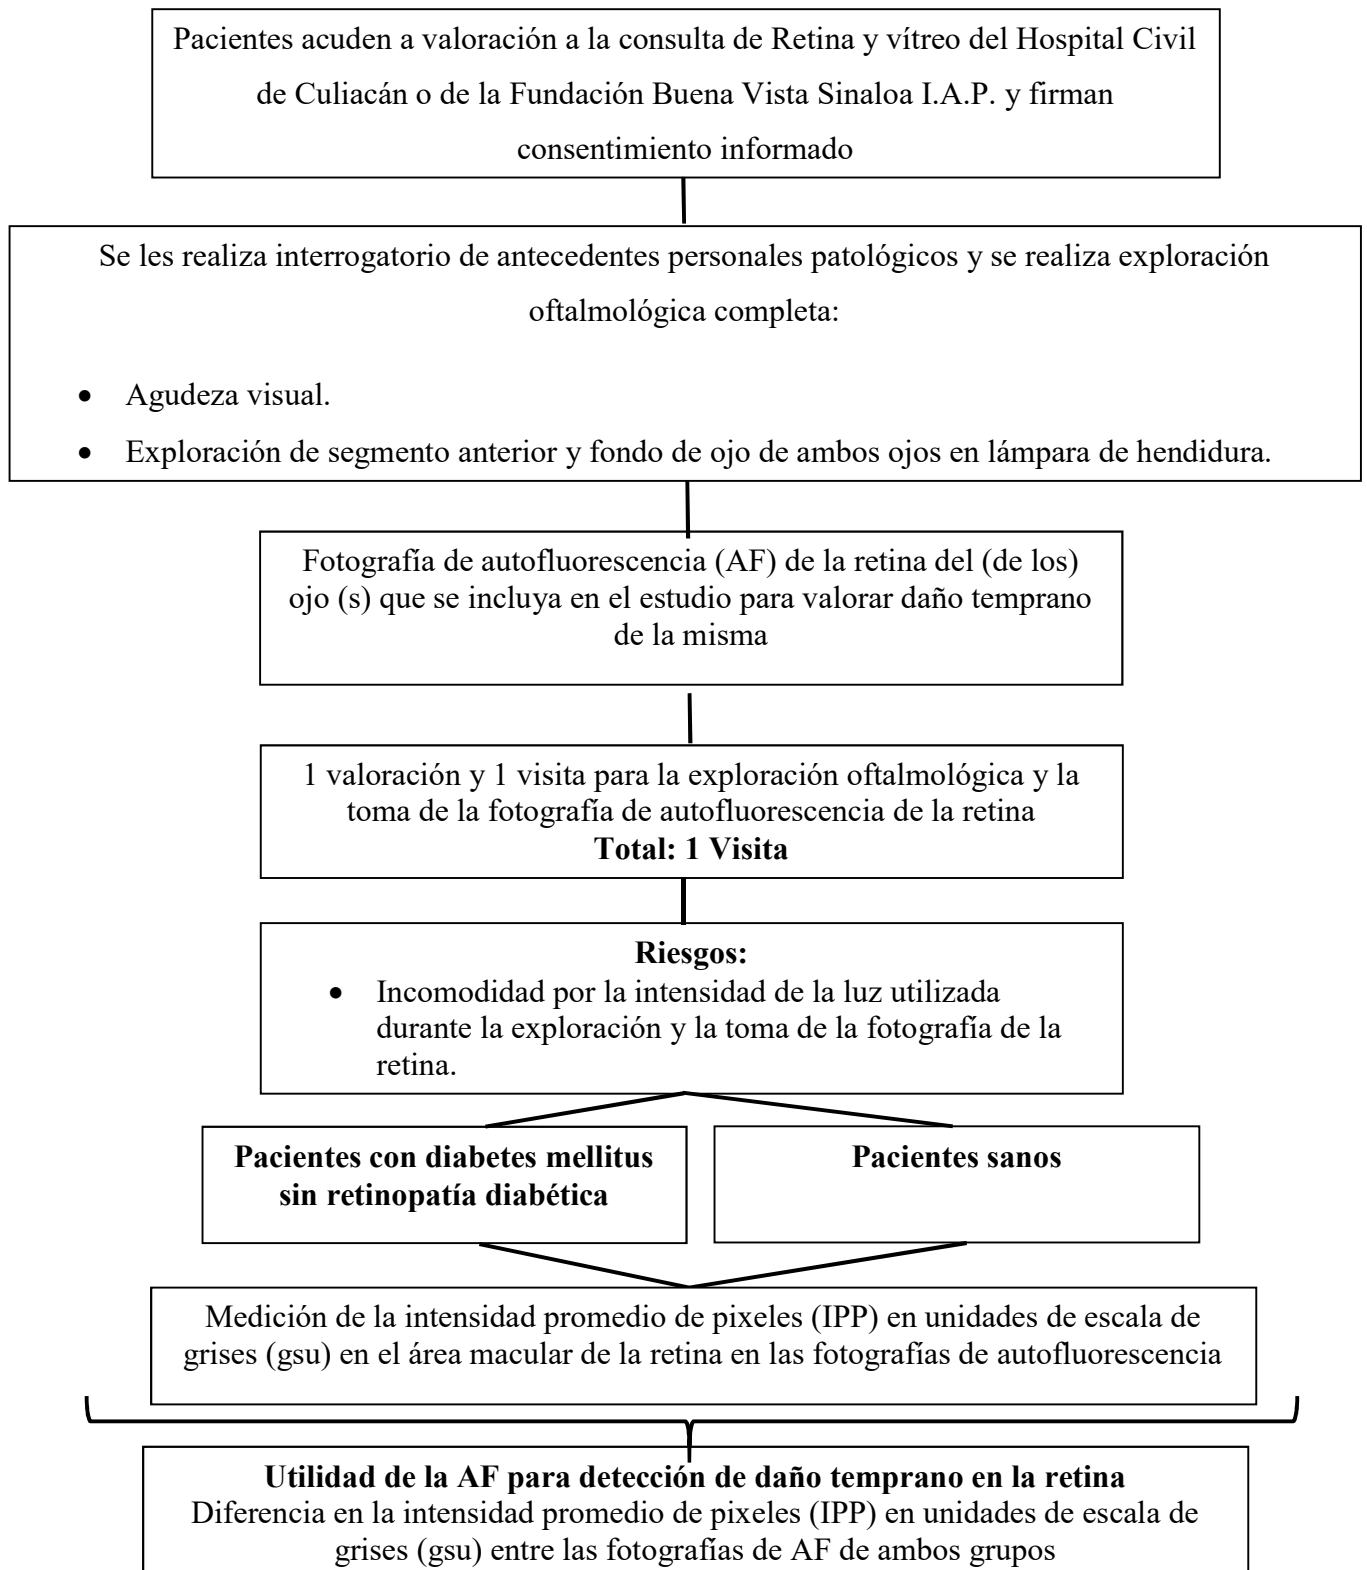 Pacientes acuden a valoración a la consulta de Retina y vítreo del Hospital Civil
de Culiacán o de la Fundación Buena Vista Sinaloa I.A.P. y firman
consentimiento informado
Se les realiza interrogatorio de antecedentes personales patológicos y se realiza exploración
oftalmológica completa:
• Agudeza visual.
• Exploración de segmento anterior y fondo de ojo de ambos ojos en lámpara de hendidura.
Fotografía de autofluorescencia (AF) de la retina del (de los)
ojo (s) que se incluya en el estudio para valorar daño temprano
de la misma
1 valoración y 1 visita para la exploración oftalmológica y la
toma de la fotografía de autofluorescencia de la retina
Total: 1 Visita
Riesgos:
• Incomodidad por la intensidad de la luz utilizada
durante la exploración y la toma de la fotografía de la
retina.
Pacientes con diabetes mellitus
sin retinopatía diabética
Pacientes sanos
Medición de la intensidad promedio de pixeles (IPP) en unidades de escala de
grises (gsu) en el área macular de la retina en las fotografías de autofluorescencia
Utilidad de la AF para detección de daño temprano en la retina
Diferencia en la intensidad promedio de pixeles (IPP) en unidades de escala de
grises (gsu) entre las fotografías de AF de ambos grupos